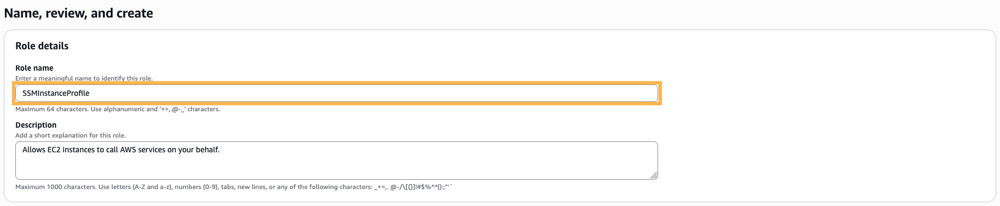 Name, review, and create
Role details
Role name
Enter a meaningful name to identify this role.
SSMInstanceProfile
Maximum 64 characters. Use alphanumeric and '+=,.@-_' characters.
Description
Add a short explanation for this role.
Allows EC2 instances to call AWS services on your behalf.
Maximum 1000 characters. Use letters (A-Z and a-z), numbers (0-9), tabs, new lines, or any of the following characters: _+=,. @-/\[{}]!#$%^*();:"'`